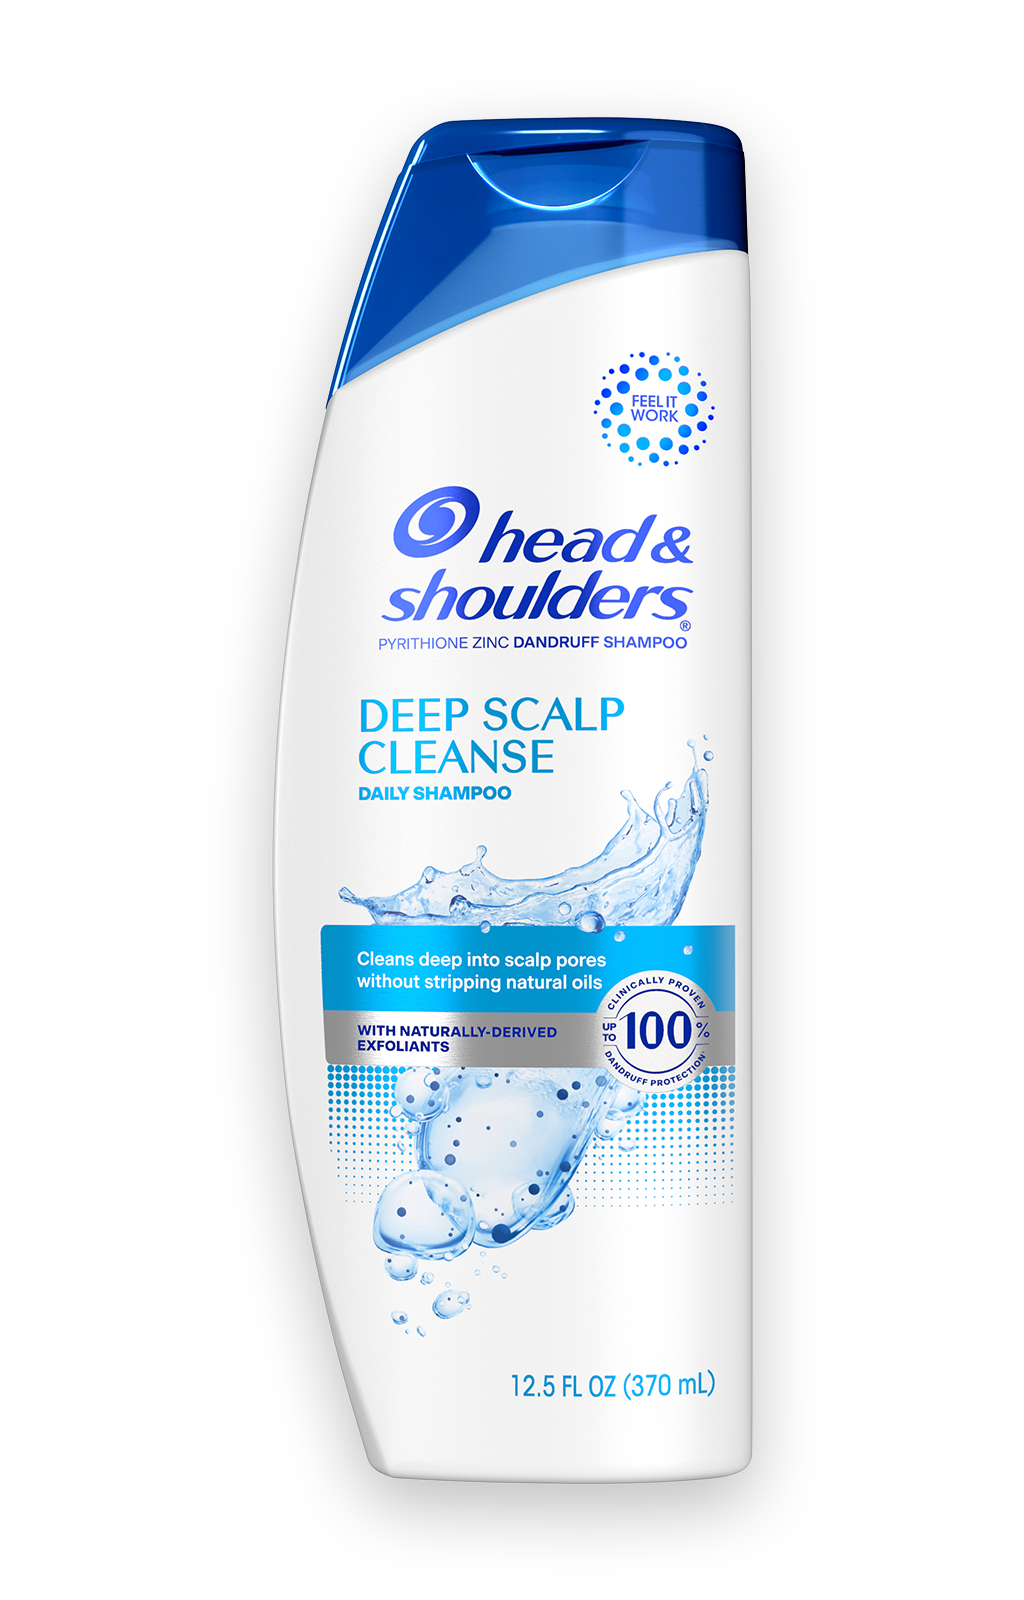 FEEL IT
WORK
head &
shoulders®
PYRITHIONE ZINC DANDRUFF SHAMPOO
DEEP SCALP
CLEANSE
DAILY SHAMPOO
Cleans deep into scalp pores
without stripping natural oils
WITH NATURALLY-DERIVED
EXFOLIANTS
CLINICALLY PROVEN
UP TO 100%
DANDRUFF PROTECTION
12.5 FL OZ (370 mL)